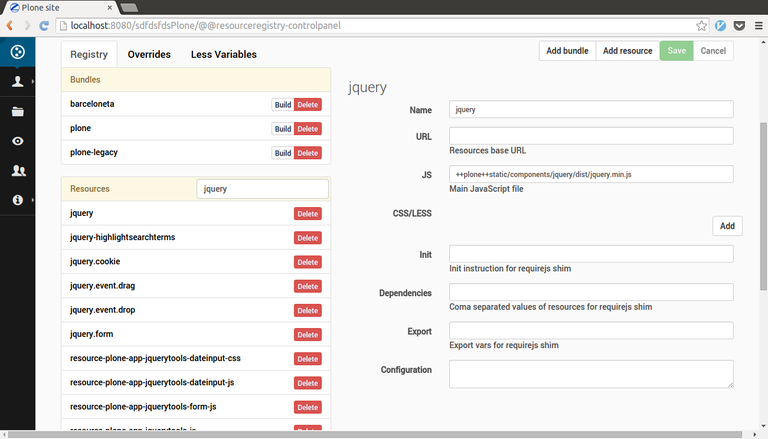 Plone site
localhost:8080/sdfdsfdsPlone/@@resourceregistry-controlpanel
Registry Overrides Less Variables
Add bundle Add resource Save Cancel
Bundles
barceloneta Build Delete
plone Build Delete
plone-legacy Build Delete
Resources jquery
jquery Delete
jquery-highlightsearchterms Delete
jquery.cookie Delete
jquery.event.drag Delete
jquery.event.drop Delete
jquery.form Delete
resource-plone-app-jquerytools-dateinput-css Delete
resource-plone-app-jquerytools-dateinput-js Delete
resource-plone-app-jquerytools-form-js Delete
resource-plone-app-jquerytools-js Delete
jquery
Name jquery
URL
Resources base URL
JS ++plone++static/components/jquery/dist/jquery.min.js
Main JavaScript file
CSS/LESS
Add
Init
Init instruction for requirejs shim
Dependencies
Coma separated values of resources for requirejs shim
Export
Export vars for requirejs shim
Configuration